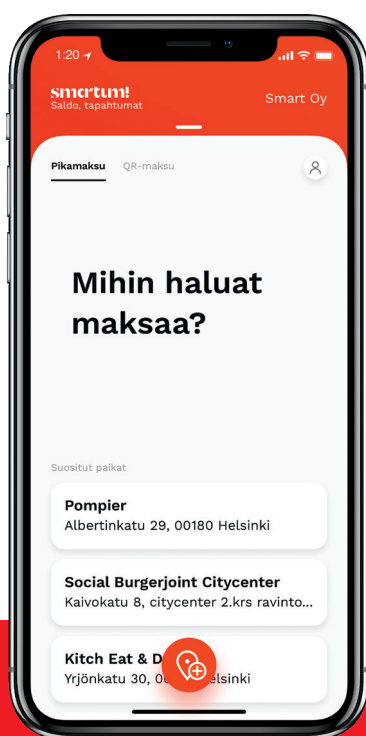 1:20
smartum!
Saldo, tapahtumat
Smart Oy
Pikamaksu QR-maksu
Mihin haluat
maksaa?
Suositut paikat
Pompier
Albertinkatu 29, 00180 Helsinki
Social Burgerjoint Citycenter
Kaivokatu 8, citycenter 2.krs ravinto...
Kitch Eat & D
Yrjönkatu 30, 0 elsinki